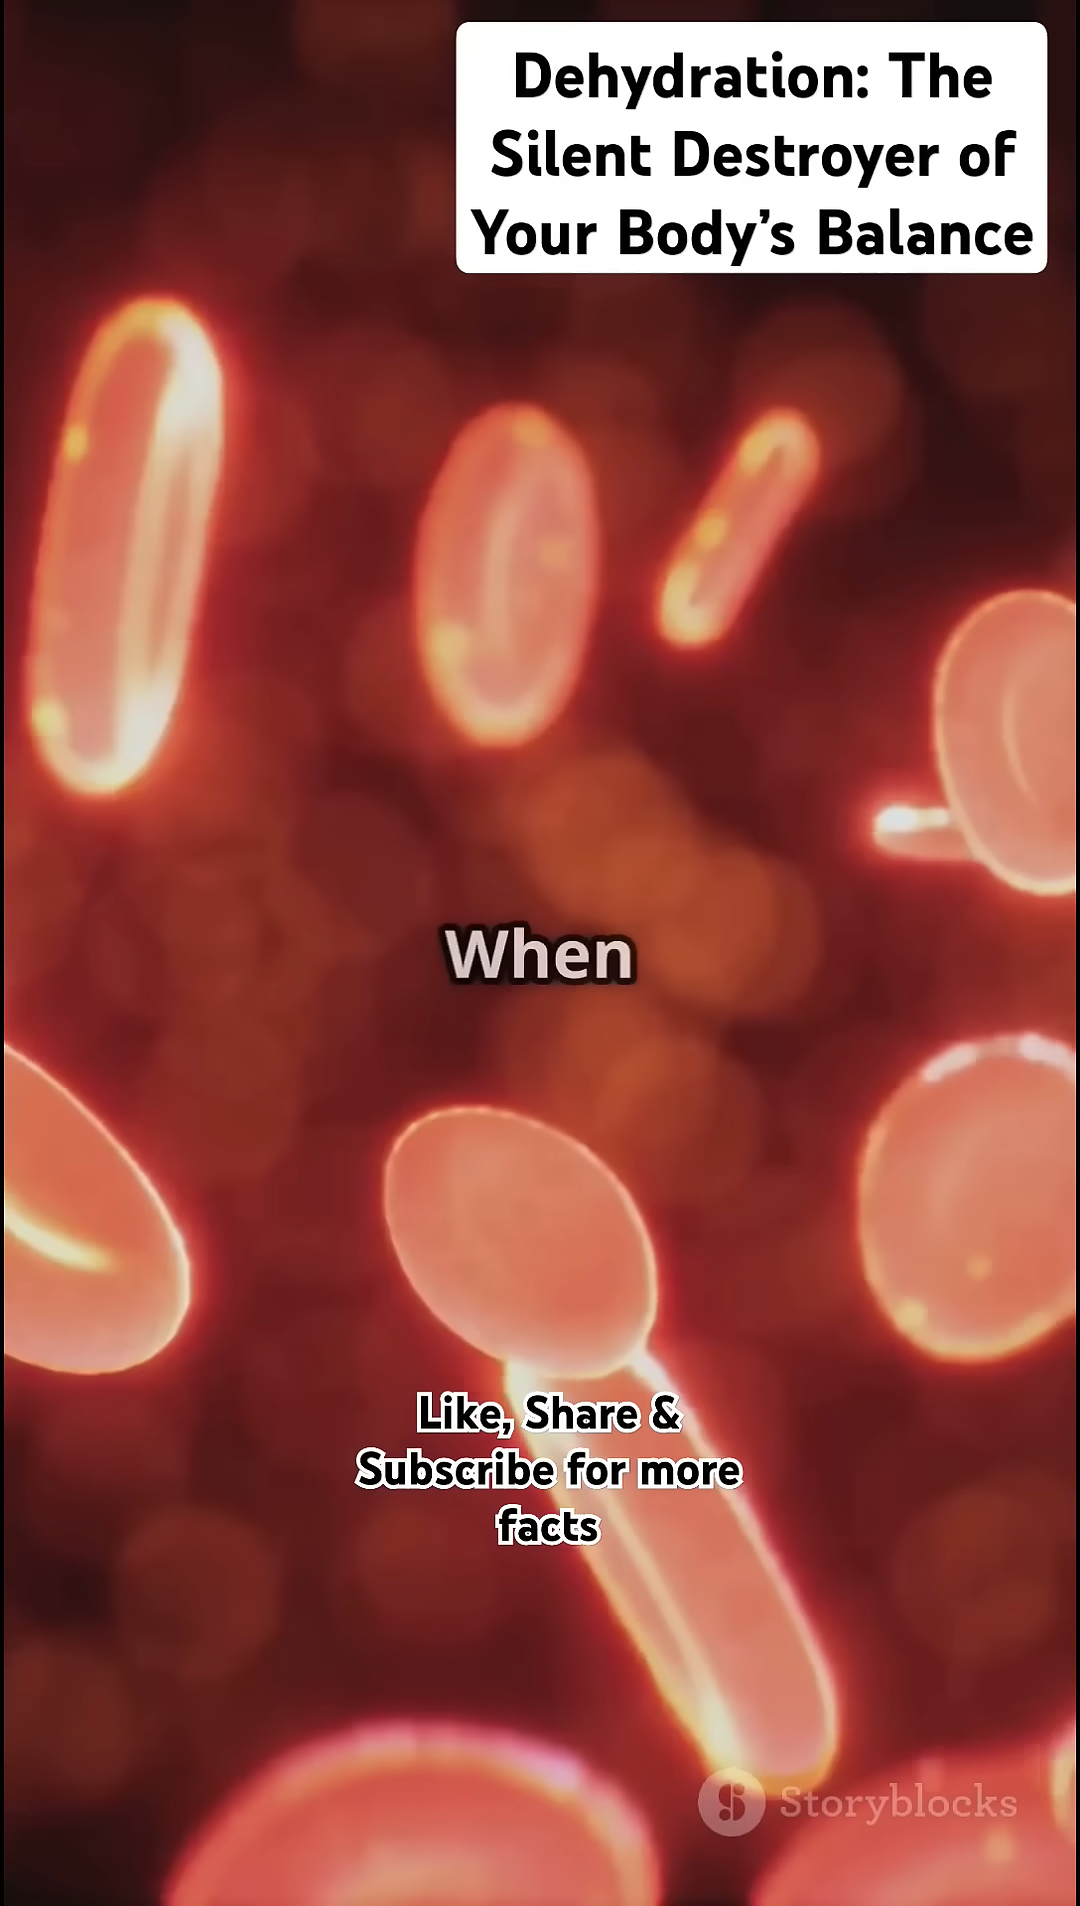 Dehydration: The
Silent Destroyer of
Your Body’s Balance
When
Like, Share &
Subscribe for more
facts
Storyblocks